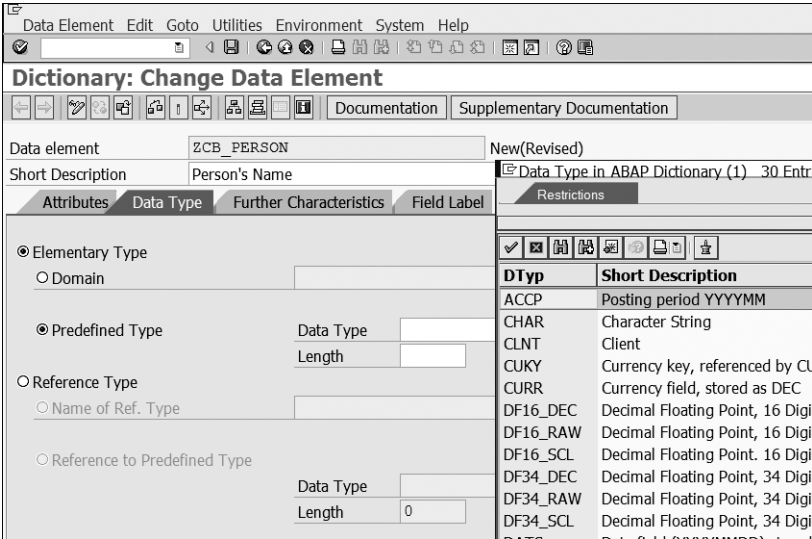 Data Element Edit Goto Utilities Environment System Help
Dictionary: Change Data Element
Documentation Supplementary Documentation
Data element ZCB_PERSON New(Revised)
Short Description Person's Name
Attributes Data Type Further Characteristics Field Label
Elementary Type
Domain
Predefined Type Data Type
Length
Reference Type
Name of Ref. Type
Reference to Predefined Type
Data Type
Length 0
Data Type in ABAP Dictionary (1) 30 Entr
Restrictions
DTyp Short Description
ACCP Posting period YYYYMM
CHAR Character String
CLNT Client
CUKY Currency key, referenced by CU
CURR Currency field, stored as DEC
DF16_DEC Decimal Floating Point, 16 Digi
DF16_RAW Decimal Floating Point, 16 Digi
DF16_SCL Decimal Floating Point. 16 Digi
DF34_DEC Decimal Floating Point, 34 Digi
DF34_RAW Decimal Floating Point, 34 Digi
DF34_SCL Decimal Floating Point, 34 Digi